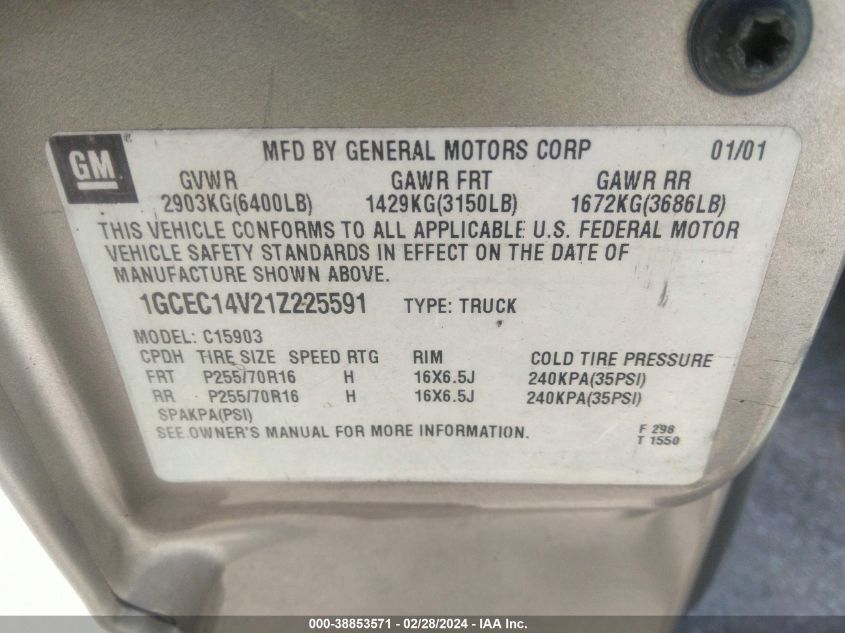 GM
MFD BY GENERAL MOTORS CORP 01/01
GVWR GAWR FRT GAWR RR
2903KG(6400LB) 1429KG(3150LB) 1672KG(3686LB)
THIS VEHICLE CONFORMS TO ALL APPLICABLE U.S. FEDERAL MOTOR
VEHICLE SAFETY STANDARDS IN EFFECT ON THE DATE OF
MANUFACTURE SHOWN ABOVE.
1GCEC14V21Z225591 TYPE: TRUCK
MODEL: C15903
CPDH TIRE SIZE SPEED RTG RIM COLD TIRE PRESSURE
FRT P255/70R16 H 16X6.5J 240KPA(35PSI)
RR P255/70R16 H 16X6.5J 240KPA(35PSI)
SPAKPA(PSI)
SEE OWNER'S MANUAL FOR MORE INFORMATION.
F 298
T 1550
000-38853571 - 02/28/2024 - IAA Inc.